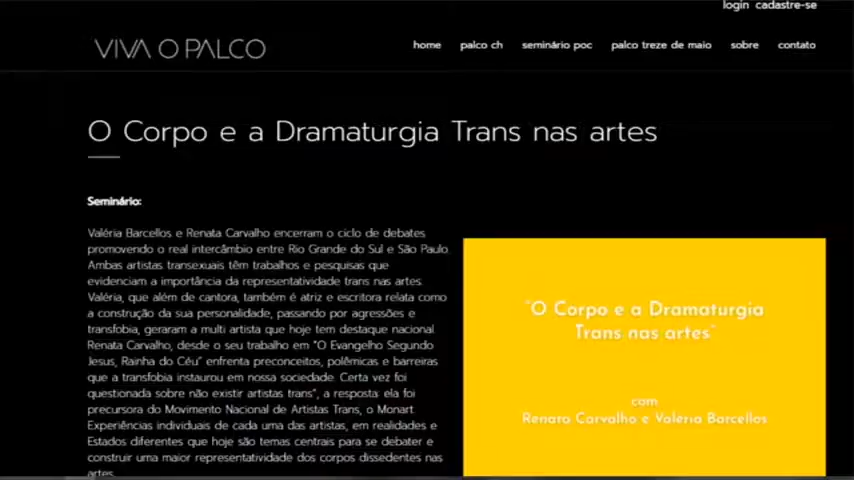 login cadastre-se
VIVA O PALCO
home palco ch seminário poc palco treze de maio sobre contato
O Corpo e a Dramaturgia Trans nas artes
Seminário:
Valéria Barcellos e Renata Carvalho encerram o ciclo de debates
promovendo o real intercâmbio entre Rio Grande do Sul e São Paulo.
Ambas artistas transexuais têm trabalhos e pesquisas que
evidenciam a importância da representatividade trans nas artes.
Valéria, que além de cantora, também é atriz e escritora relata como
a construção da sua personalidade, passando por agressões e
transfobia, geraram a multi artista que hoje tem destaque nacional.
Renata Carvalho, desde o seu trabalho em "O Evangelho Segundo
Jesus, Rainha do Céu" enfrenta preconceitos, polêmicas e barreiras
que a transfobia instaurou em nossa sociedade. Certa vez foi
questionada sobre não existir artistas trans", a resposta: ela foi
precursora do Movimento Nacional de Artistas Trans, o Monart.
Experiências individuais de cada uma das artistas, em realidades e
Estados diferentes que hoje são temas centrais para se debater e
construir uma maior representatividade dos corpos dissedentes nas
artes.
"O Corpo e a Dramaturgia
Trans nas artes"
com
Renata Carvalho e Valéria Barcellos